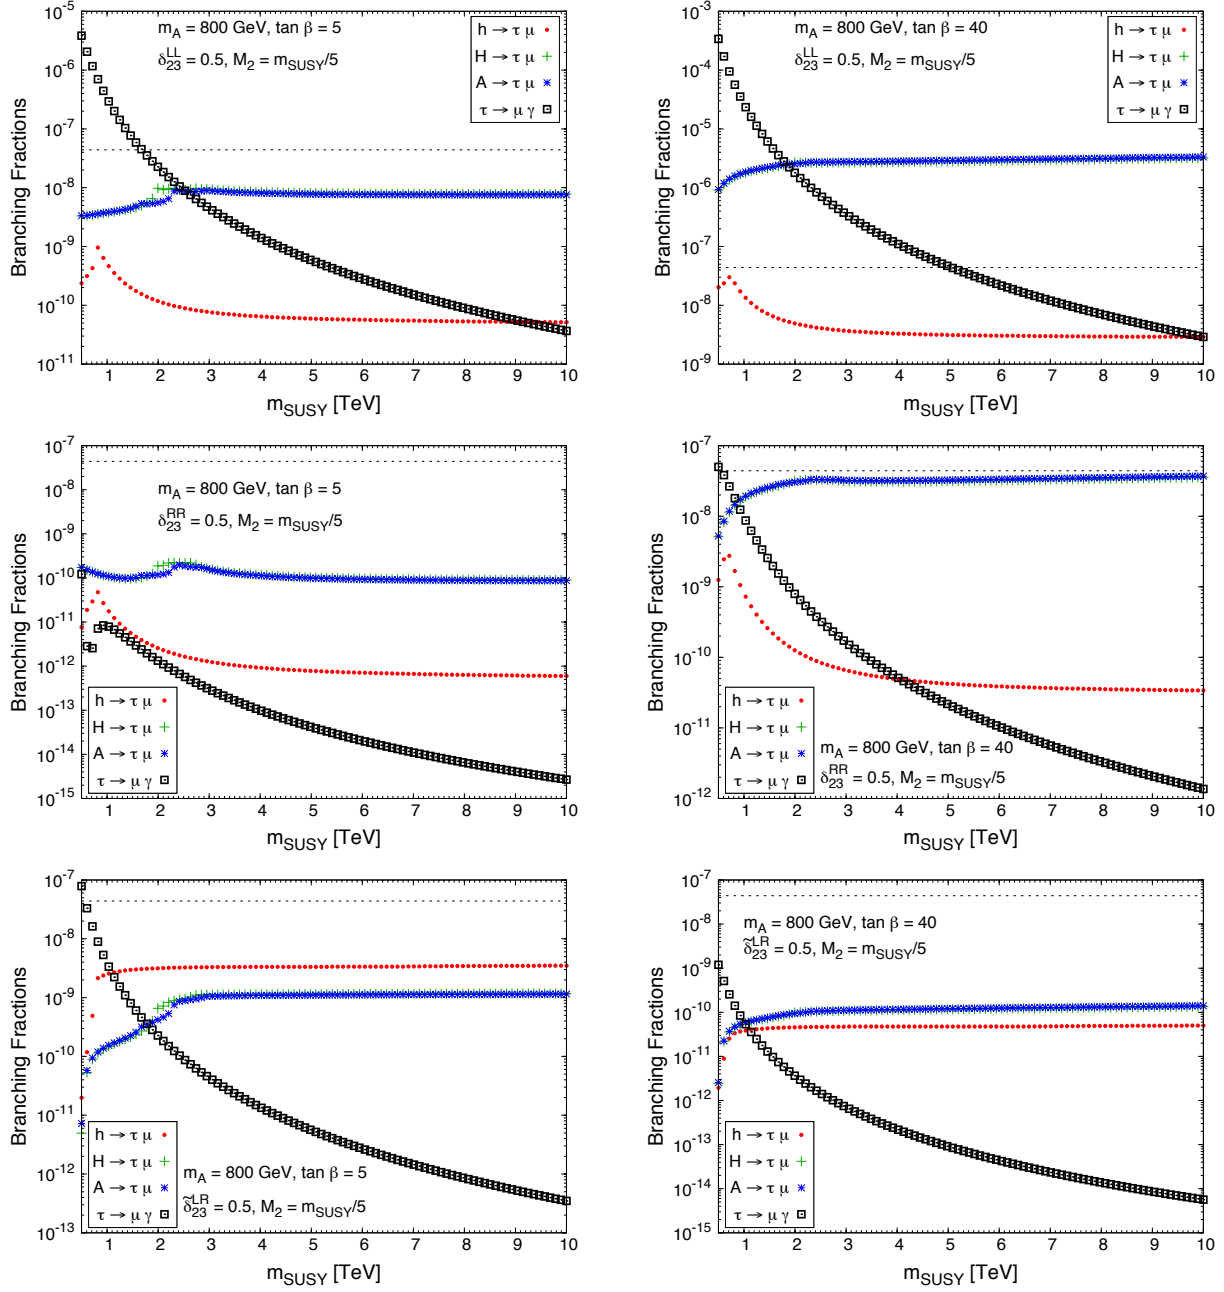 m_A = 800 GeV, tan β = 5
δ_23^LL = 0.5, M_2 = m_SUSY/5
h → τ μ
H → τ μ
A → τ μ
τ → μ γ
Branching Fractions
10^-5
10^-6
10^-7
10^-8
10^-9
10^-10
10^-11
1 2 3 4 5 6 7 8 9 10
m_SUSY [TeV]
m_A = 800 GeV, tan β = 40
δ_23^LL = 0.5, M_2 = m_SUSY/5
h → τ μ
H → τ μ
A → τ μ
τ → μ γ
Branching Fractions
10^-3
10^-4
10^-5
10^-6
10^-7
10^-8
10^-9
1 2 3 4 5 6 7 8 9 10
m_SUSY [TeV]
m_A = 800 GeV, tan β = 5
δ_23^RR = 0.5, M_2 = m_SUSY/5
h → τ μ
H → τ μ
A → τ μ
τ → μ γ
Branching Fractions
10^-7
10^-8
10^-9
10^-10
10^-11
10^-12
10^-13
10^-14
10^-15
1 2 3 4 5 6 7 8 9 10
m_SUSY [TeV]
h → τ μ
H → τ μ
A → τ μ
τ → μ γ
m_A = 800 GeV, tan β = 40
δ_23^RR = 0.5, M_2 = m_SUSY/5
Branching Fractions
10^-7
10^-8
10^-9
10^-10
10^-11
10^-12
1 2 3 4 5 6 7 8 9 10
m_SUSY [TeV]
h → τ μ
H → τ μ
A → τ μ
τ → μ γ
m_A = 800 GeV, tan β = 5
δ̃_23^LR = 0.5, M_2 = m_SUSY/5
Branching Fractions
10^-7
10^-8
10^-9
10^-10
10^-11
10^-12
10^-13
1 2 3 4 5 6 7 8 9 10
m_SUSY [TeV]
m_A = 800 GeV, tan β = 40
δ̃_23^LR = 0.5, M_2 = m_SUSY/5
h → τ μ
H → τ μ
A → τ μ
τ → μ γ
Branching Fractions
10^-7
10^-8
10^-9
10^-10
10^-11
10^-12
10^-13
10^-14
10^-15
1 2 3 4 5 6 7 8 9 10
m_SUSY [TeV]